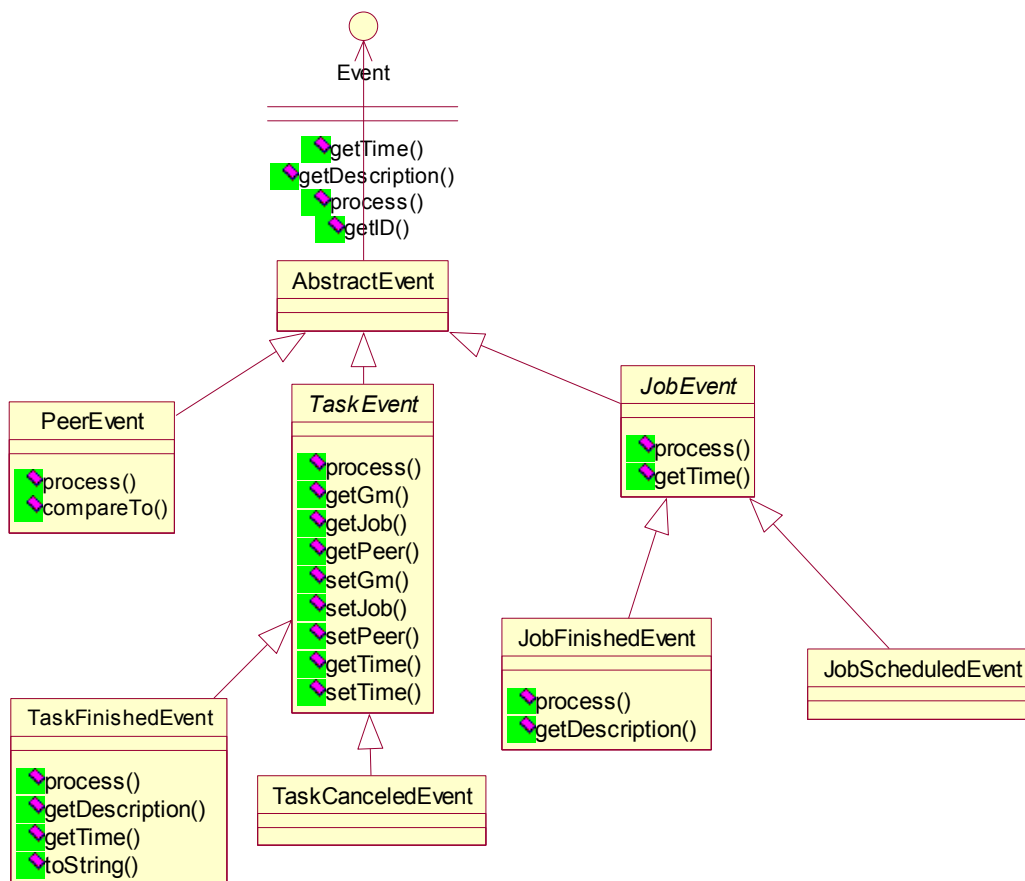 Event
getTime()
getDescription()
process()
getID()
AbstractEvent
PeerEvent
process()
compareTo()
TaskEvent
process()
getGm()
getJob()
getPeer()
setGm()
setJob()
setPeer()
getTime()
setTime()
JobEvent
process()
getTime()
TaskFinishedEvent
process()
getDescription()
getTime()
toString()
TaskCanceledEvent
JobFinishedEvent
process()
getDescription()
JobScheduledEvent